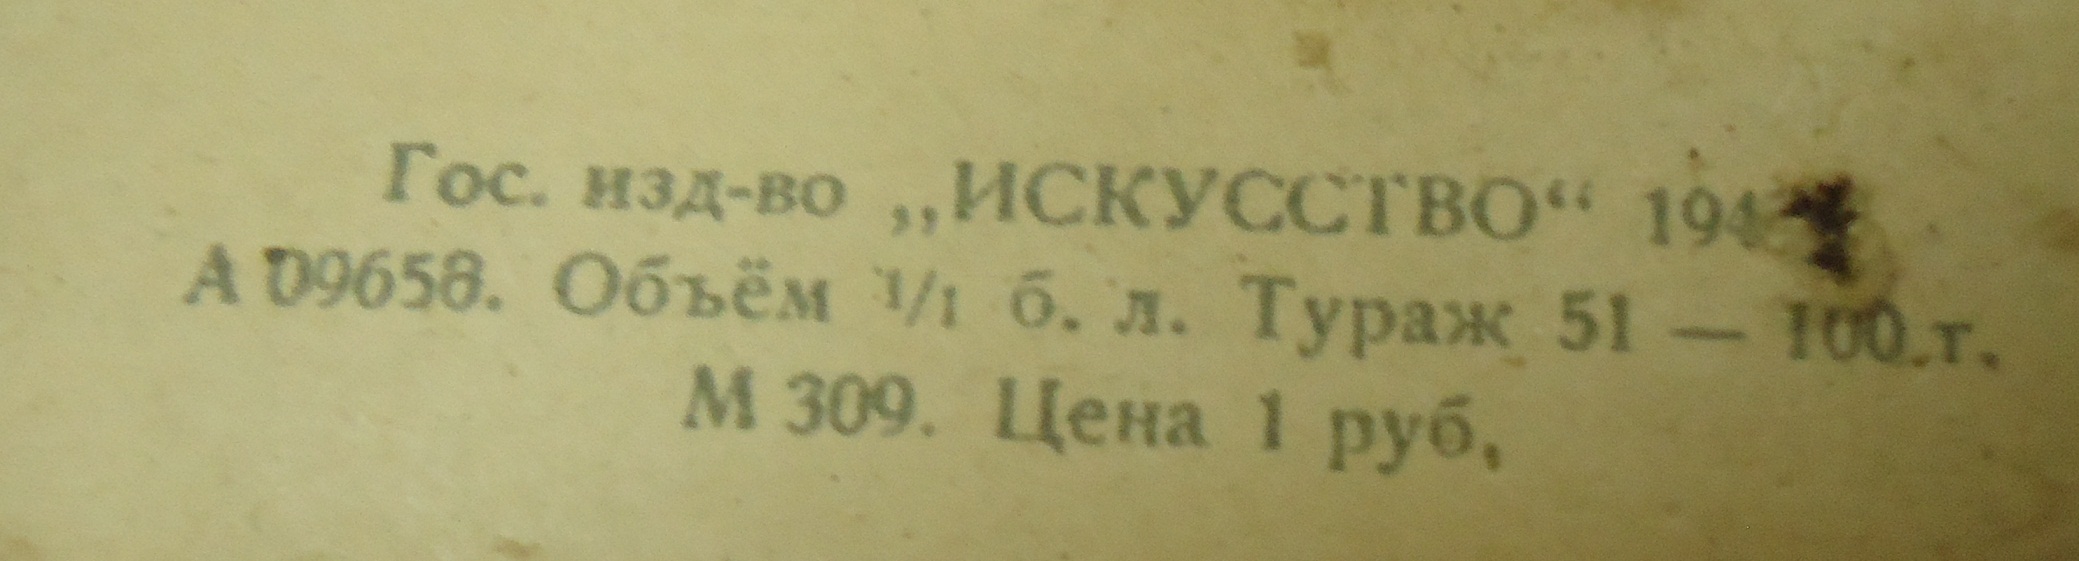 Гос. изд-во „ИСКУССТВО“
А 09658. Объём 1/1 б. л. Тураж 51 — 100 т.
М 309. Цена 1 руб.